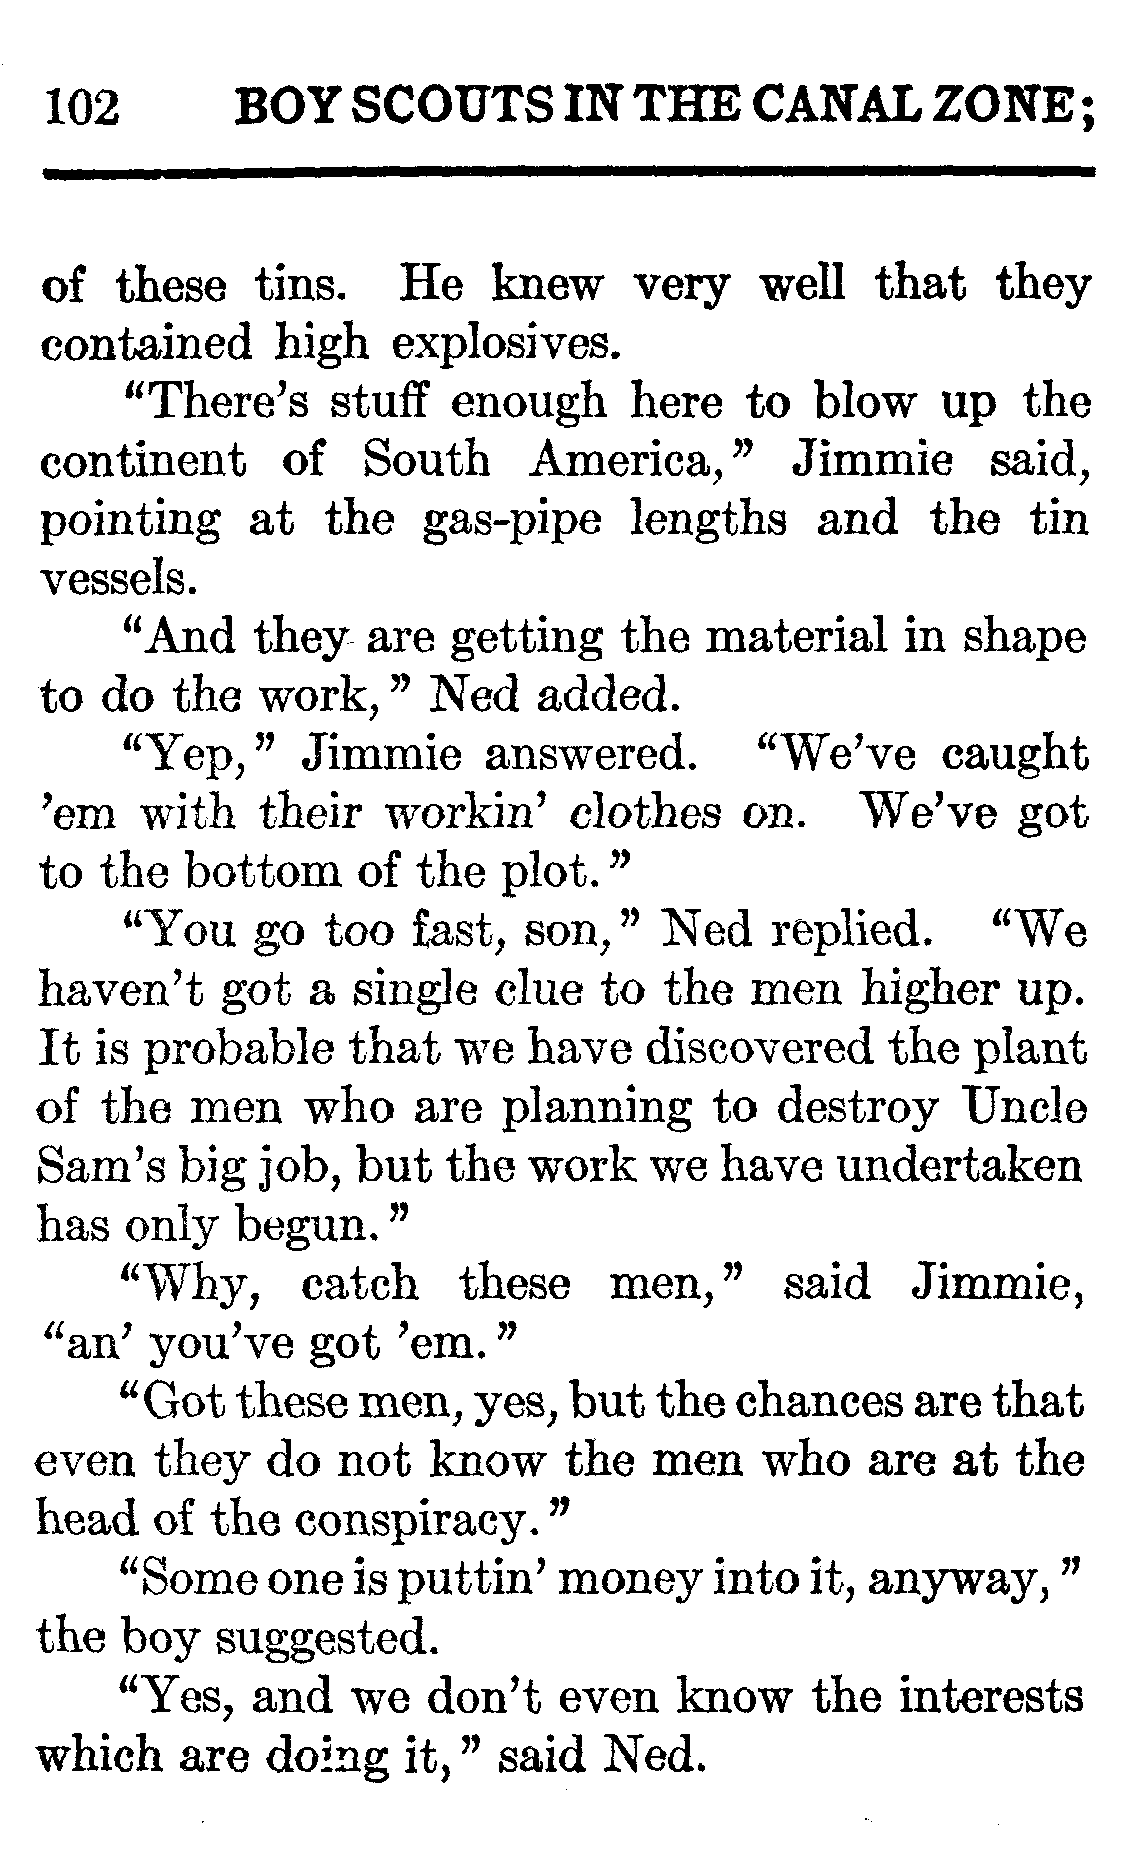 102 BOY SCOUTS IN THE CANAL ZONE;
of these tins. He knew very well that they
contained high explosives.
“There’s stuff enough here to blow up the
continent of South America,” Jimmie said,
pointing at the gas-pipe lengths and the tin
vessels.
“And they are getting the material in shape
to do the work,” Ned added.
“Yep,” Jimmie answered. “We’ve caught
’em with their workin’ clothes on. We’ve got
to the bottom of the plot.”
“You go too fast, son,” Ned replied. “We
haven’t got a single clue to the men higher up.
It is probable that we have discovered the plant
of the men who are planning to destroy Uncle
Sam’s big job, but the work we have undertaken
has only begun.”
“Why, catch these men,” said Jimmie,
“an’ you’ve got ’em.”
“Got these men, yes, but the chances are that
even they do not know the men who are at the
head of the conspiracy.”
“Some one is puttin’ money into it, anyway,”
the boy suggested.
“Yes, and we don’t even know the interests
which are doing it,” said Ned.